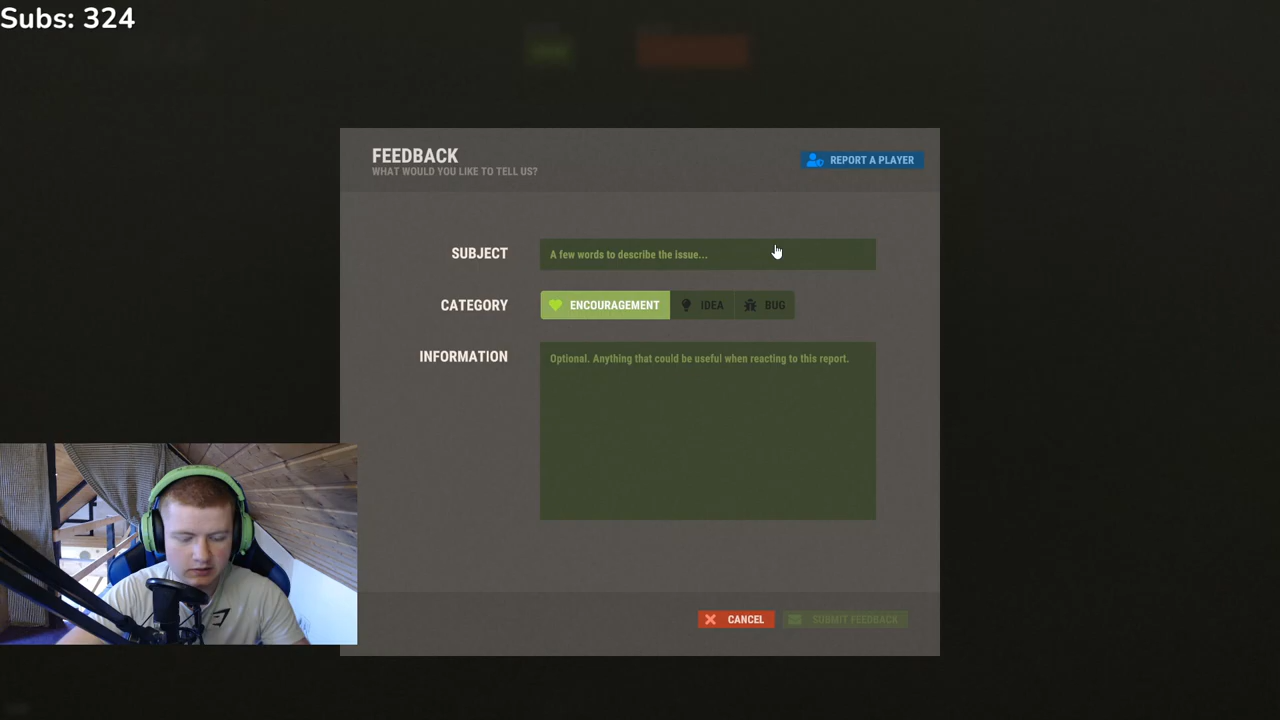 Subs: 324
FEEDBACK
WHAT WOULD YOU LIKE TO TELL US?
REPORT A PLAYER
SUBJECT
A few words to describe the issue...
CATEGORY
ENCOURAGEMENT
IDEA
BUG
INFORMATION
Optional. Anything that could be useful when reacting to this report.
CANCEL
SUBMIT FEEDBACK